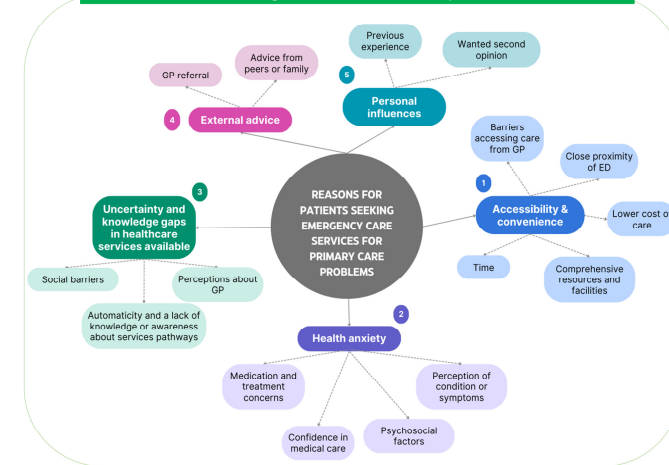 REASONS FOR
PATIENTS SEEKING
EMERGENCY CARE
SERVICES FOR
PRIMARY CARE
PROBLEMS
1
Accessibility &
convenience
Barriers
accessing care
from GP
Close proximity
of ED
Lower cost of
care
Comprehensive
resources and
facilities
Time
2
Health anxiety
Medication and
treatment
concerns
Confidence in
medical care
Psychosocial
factors
Perception of
condition or
symptoms
3
Uncertainty and
knowledge gaps
in healthcare
services available
Social barriers
Automaticity and a lack of
knowledge or awareness
about services pathways
Perceptions about
GP
4
External advice
GP referral
Advice from
peers or family
5
Personal
influences
Previous
experience
Wanted second
opinion